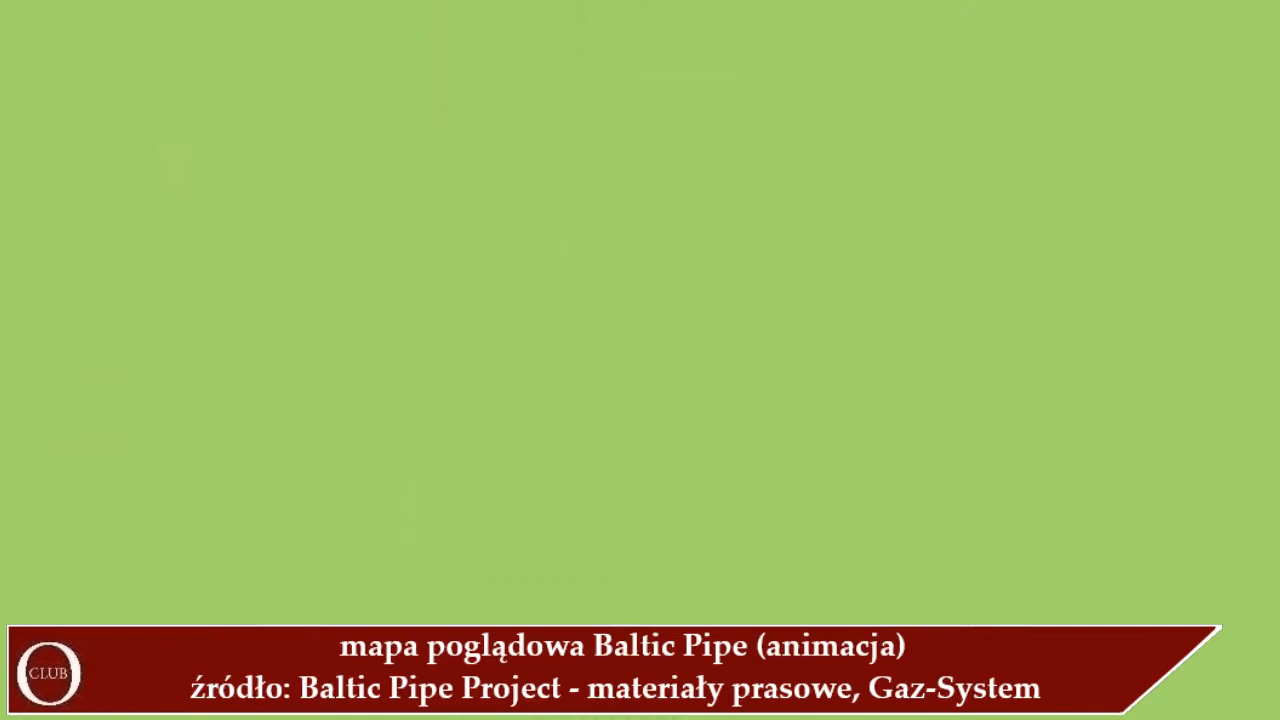 mapa poglądowa Baltic Pipe (animacja)
źródło: Baltic Pipe Project - materiały prasowe, Gaz-System
O CLUB